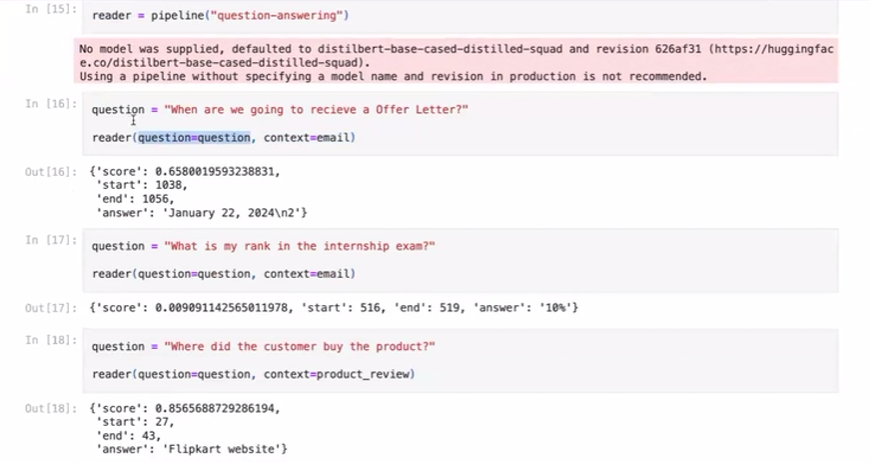 In [15]: reader = pipeline("question-answering")
No model was supplied, defaulted to distilbert-base-cased-distilled-squad and revision 626af31 (https://huggingfac
e.co/distilbert-base-cased-distilled-squad).
Using a pipeline without specifying a model name and revision in production is not recommended.
In [16]: question = "When are we going to recieve a Offer Letter?"
reader(question=question, context=email)
Out[16]: {'score': 0.6580019593238831,
'start': 1038,
'end': 1056,
'answer': 'January 22, 2024\n2'}
In [17]: question = "What is my rank in the internship exam?"
reader(question=question, context=email)
Out[17]: {'score': 0.009091142565011978, 'start': 516, 'end': 519, 'answer': '10%'}
In [18]: question = "Where did the customer buy the product?"
reader(question=question, context=product_review)
Out[18]: {'score': 0.8565688729286194,
'start': 27,
'end': 43,
'answer': 'Flipkart website'}